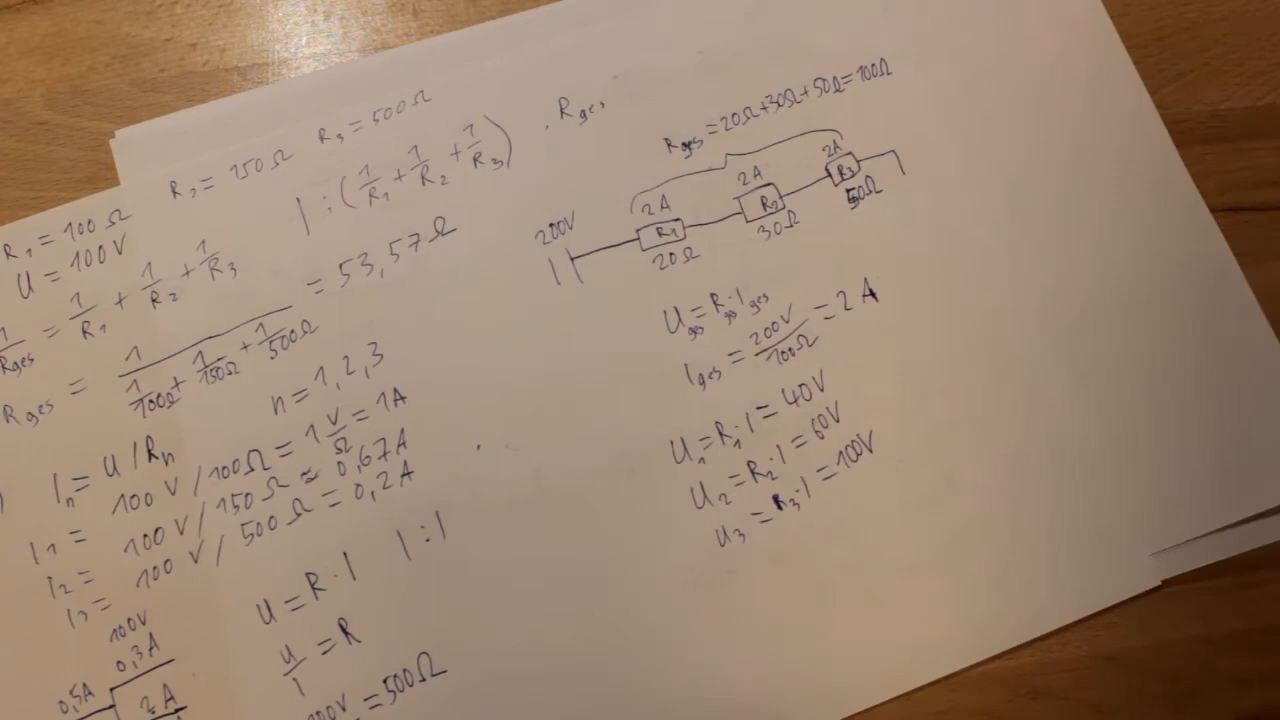 R₁ = 100 Ω R₂ = 150 Ω R₃ = 500 Ω
U = 100 V
1/Rges = 1/R₁ + 1/R₂ + 1/R₃ | : (1/R₁ + 1/R₂ + 1/R₃) · Rges
Rges = 1/(1/100Ω + 1/150Ω + 1/500Ω) = 53,57 Ω
Iₙ = U / Rₙ n = 1, 2, 3
I₁ = 100 V / 100 Ω = 1 V/Ω = 1 A
I₂ = 100 V / 150 Ω ≈ 0,67 A
I₃ = 100 V / 500 Ω = 0,2 A
100V
0,3 A
0,5A
2 A
U = R · I | : I
U/I = R
= 500 Ω
Rges = 20Ω + 30Ω + 50Ω = 100Ω
200V
2A 2A 2A
R₁ R₂ R₃
20Ω 30Ω 50Ω
Uges = Rges · Iges
Iges = 200V/100Ω = 2 A
U₁ = R₁ · I = 40V
U₂ = R₂ · I = 60V
U₃ = R₃ · I = 100V